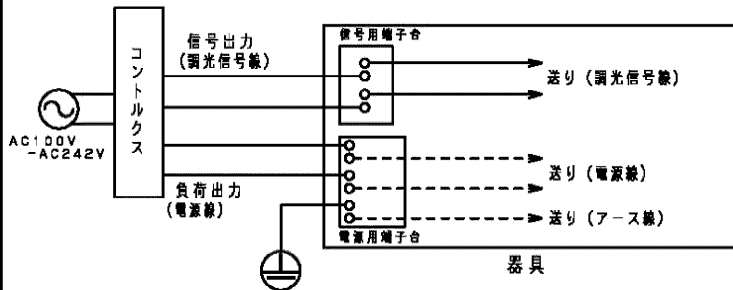 信号用端子台
信号出力
(調光信号線)
送り (調光信号線)
コントルクス
AC100V
-AC242V
送り (電源線)
負荷出力
(電源線)
送り (アース線)
電源用端子台
器具